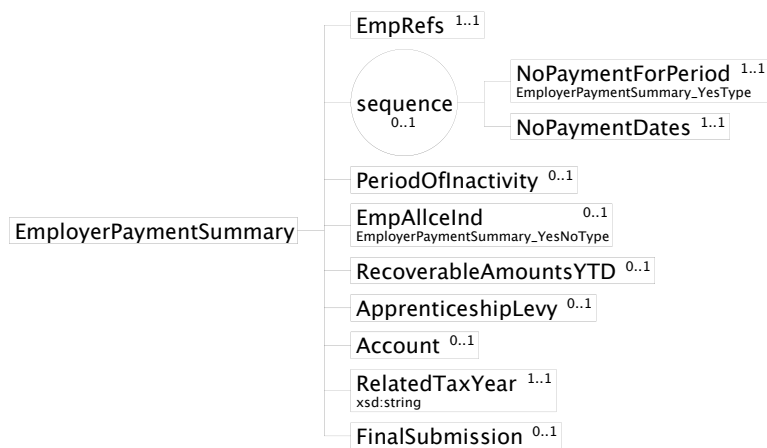 EmpRefs 1..1
sequence
0..1
NoPaymentForPeriod 1..1
EmployerPaymentSummary_YesType
NoPaymentDates 1..1
PeriodOfInactivity 0..1
EmployerPaymentSummary
EmpAllceInd 0..1
EmployerPaymentSummary_YesNoType
RecoverableAmountsYTD 0..1
ApprenticeshipLevy 0..1
Account 0..1
RelatedTaxYear 1..1
xsd:string
FinalSubmission 0..1